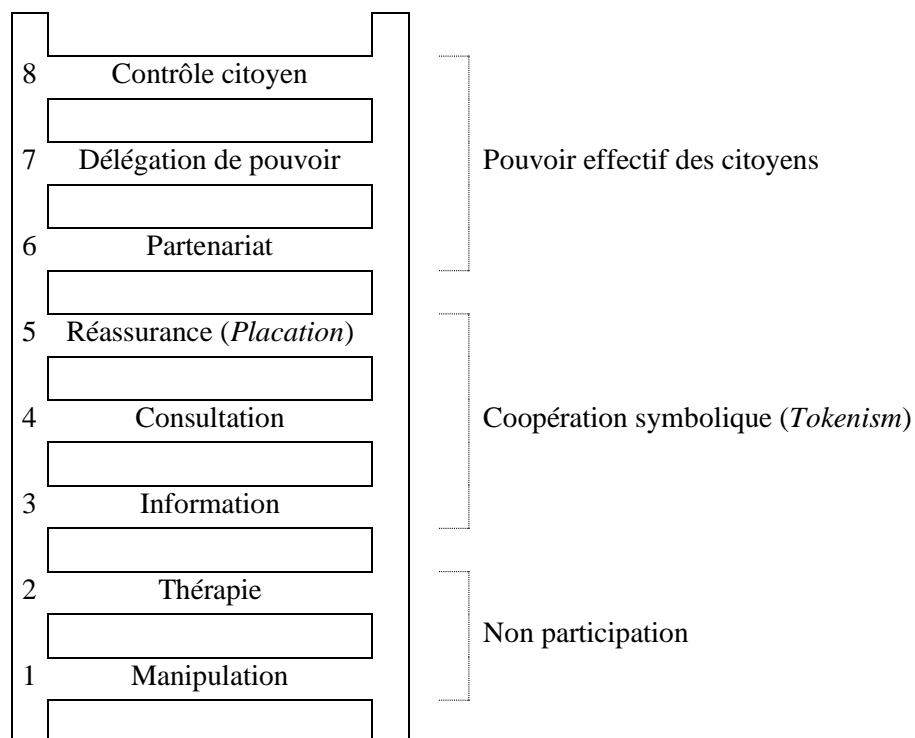 8 Contrôle citoyen
7 Délégation de pouvoir
Pouvoir effectif des citoyens
6 Partenariat
5 Réassurance (Placation)
4 Consultation
Coopération symbolique (Tokenism)
3 Information
2 Thérapie
Non participation
1 Manipulation